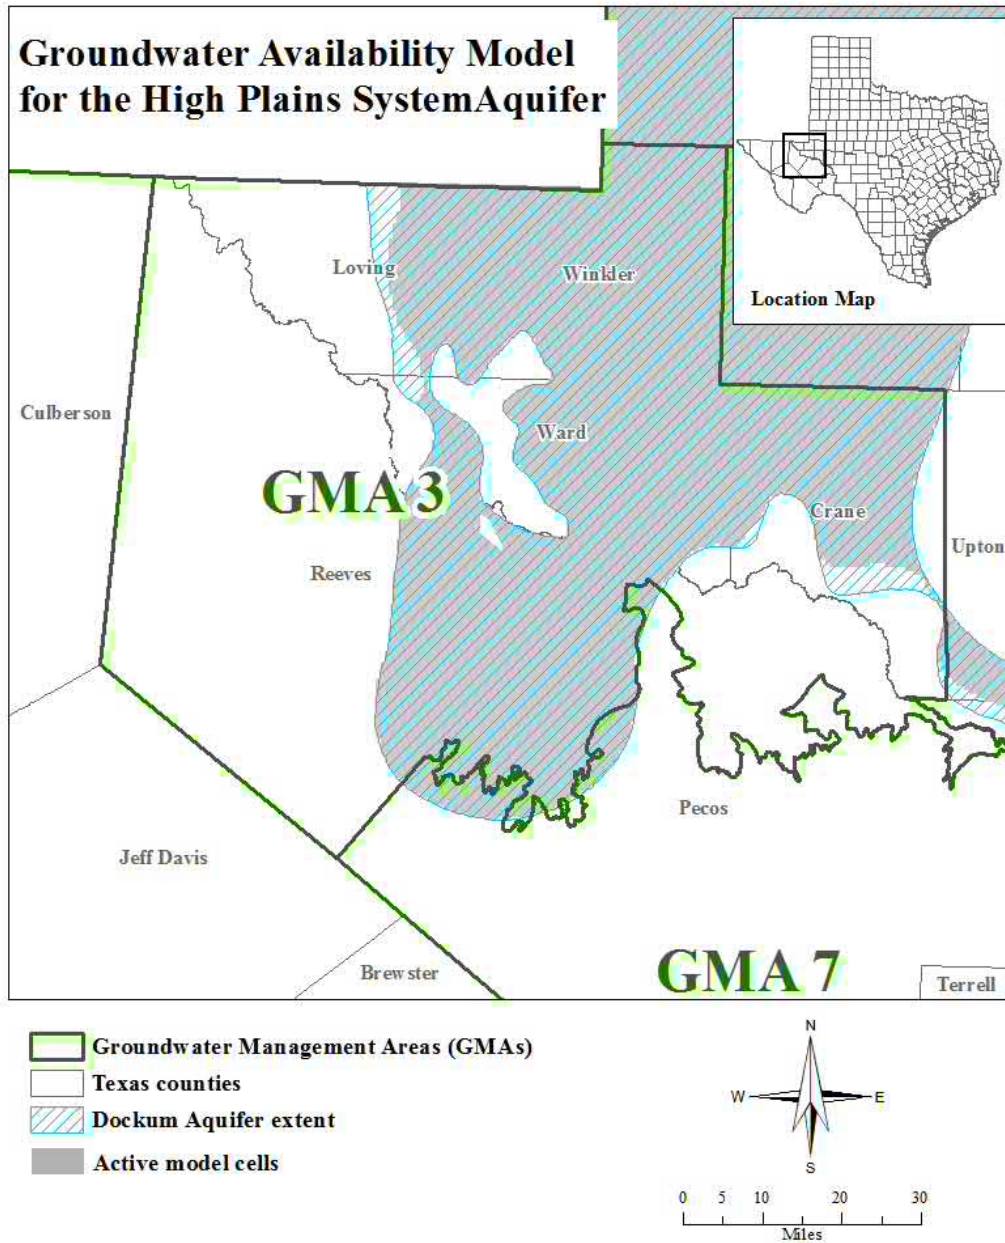 Groundwater Availability Model
for the High Plains SystemAquifer
Location Map
Loving
Winkler
Culberson
Ward
GMA 3
Crane
Upton
Reeves
Pecos
Jeff Davis
Brewster
GMA 7
Terrell
Groundwater Management Areas (GMAs)
Texas counties
Dockum Aquifer extent
Active model cells
N
W
E
S
0 5 10 20 30
Miles